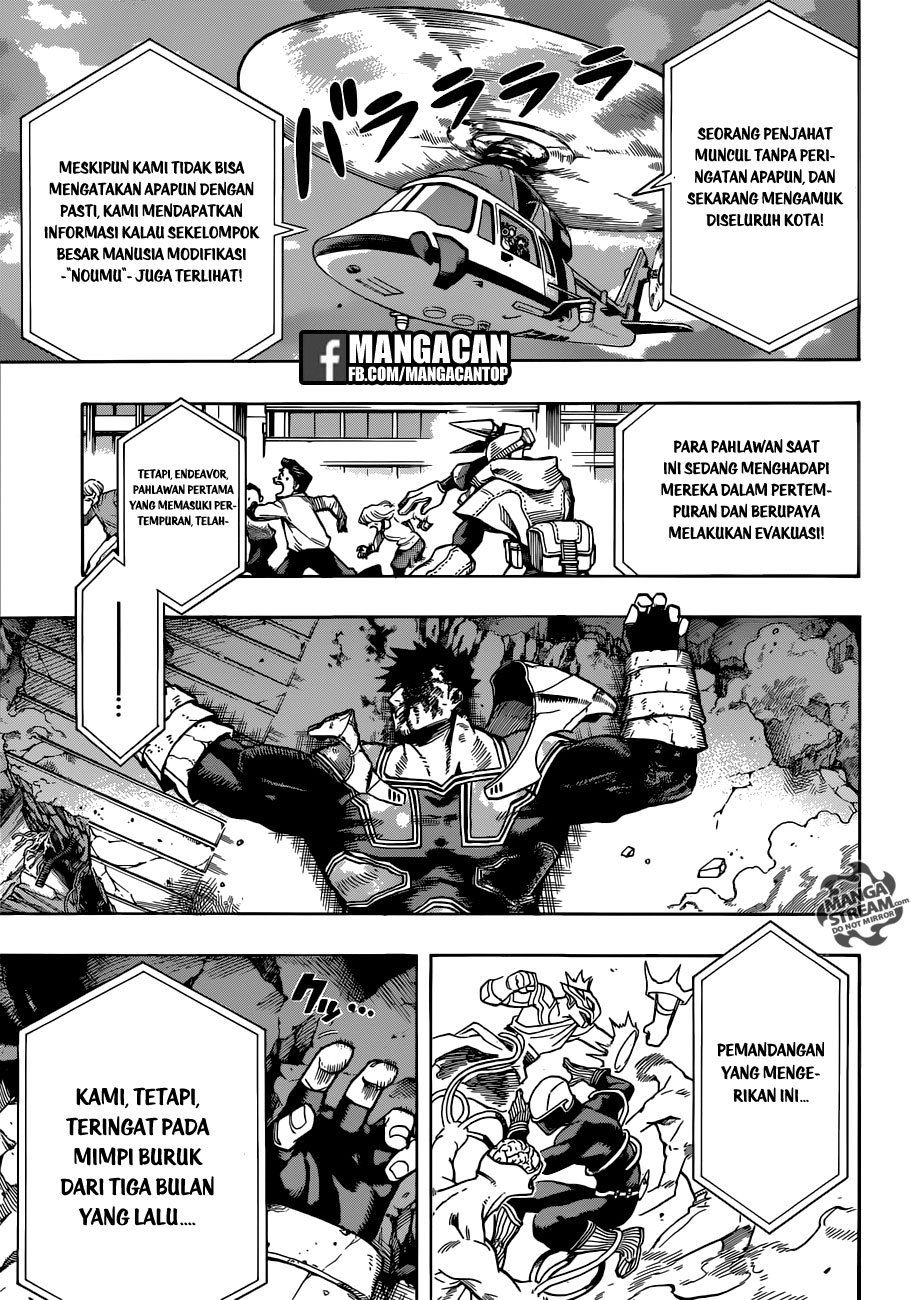 SEORANG PENJAHAT
MUNCUL TANPA PERI-
NGATAN APAPUN, DAN
SEKARANG MENGAMUK
DISELURUH KOTA!
バラララララ
MESKIPUN KAMI TIDAK BISA
MENGATAKAN APAPUN DENGAN
PASTI, KAMI MENDAPATKAN
INFORMASI KALAU SEKELOMPOK
BESAR MANUSIA MODIFIKASI
-"NOUMU"- JUGA TERLIHAT!
f MANGACAN
FB.COM/MANGACANTOP
PARA PAHLAWAN SAAT
INI SEDANG MENGHADAPI
MEREKA DALAM PERTEM-
PURAN DAN BERUPAYA
MELAKUKAN EVAKUASI!
TETAPI, ENDEAVOR,
PAHLAWAN PERTAMA
YANG MEMASUKI PER-
TEMPURAN, TELAH-
MANGA
STREAM.com
DO NOT MIRROR
PEMANDANGAN
YANG MENGE-
RIKAN INI...
KAMI, TETAPI,
TERINGAT PADA
MIMPI BURUK
DARI TIGA BULAN
YANG LALU....